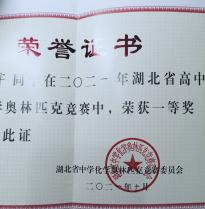 荣誉证书
同学在二〇二一年湖北省高中
学奥林匹克竞赛中，荣获一等奖
此证
湖北省中学化学奥林匹克竞赛委员会
二〇二一年十月